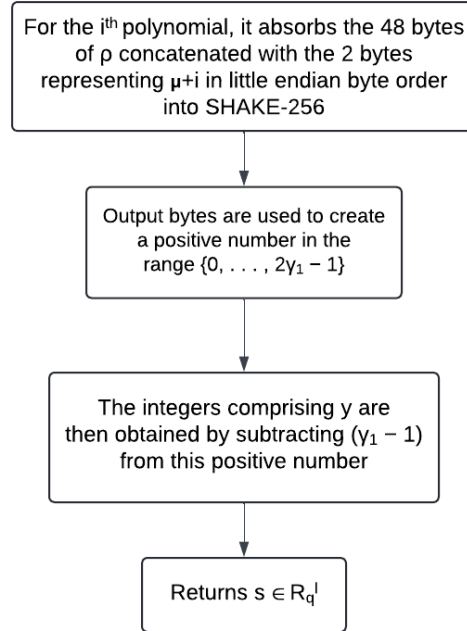 For the iᵗʰ polynomial, it absorbs the 48 bytes
of ρ concatenated with the 2 bytes
representing μ+i in little endian byte order
into SHAKE-256
Output bytes are used to create
a positive number in the
range {0, . . . , 2γ₁ − 1}
The integers comprising y are
then obtained by subtracting (γ₁ − 1)
from this positive number
Returns s ∈ R_qˡ